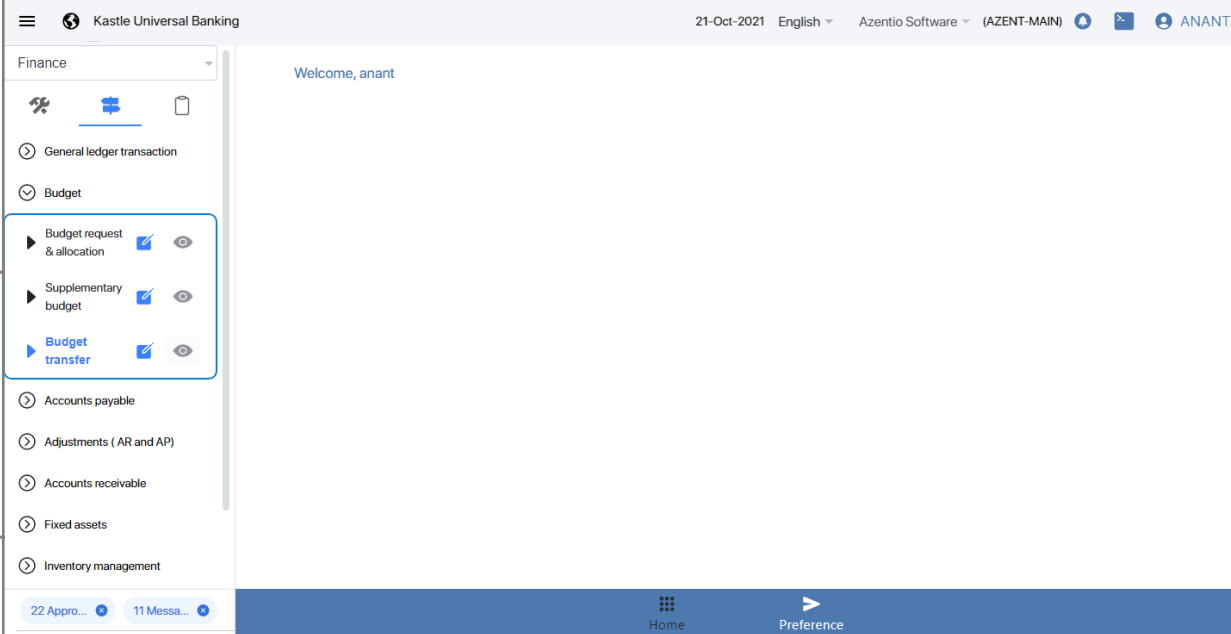 Kastle Universal Banking
21-Oct-2021 English Azentio Software (AZENT-MAIN) ANANT
Finance
Welcome, anant
General ledger transaction
Budget
Budget request
& allocation
Supplementary
budget
Budget
transfer
Accounts payable
Adjustments ( AR and AP)
Accounts receivable
Fixed assets
Inventory management
22 Appro... 11 Messa...
Home
Preference